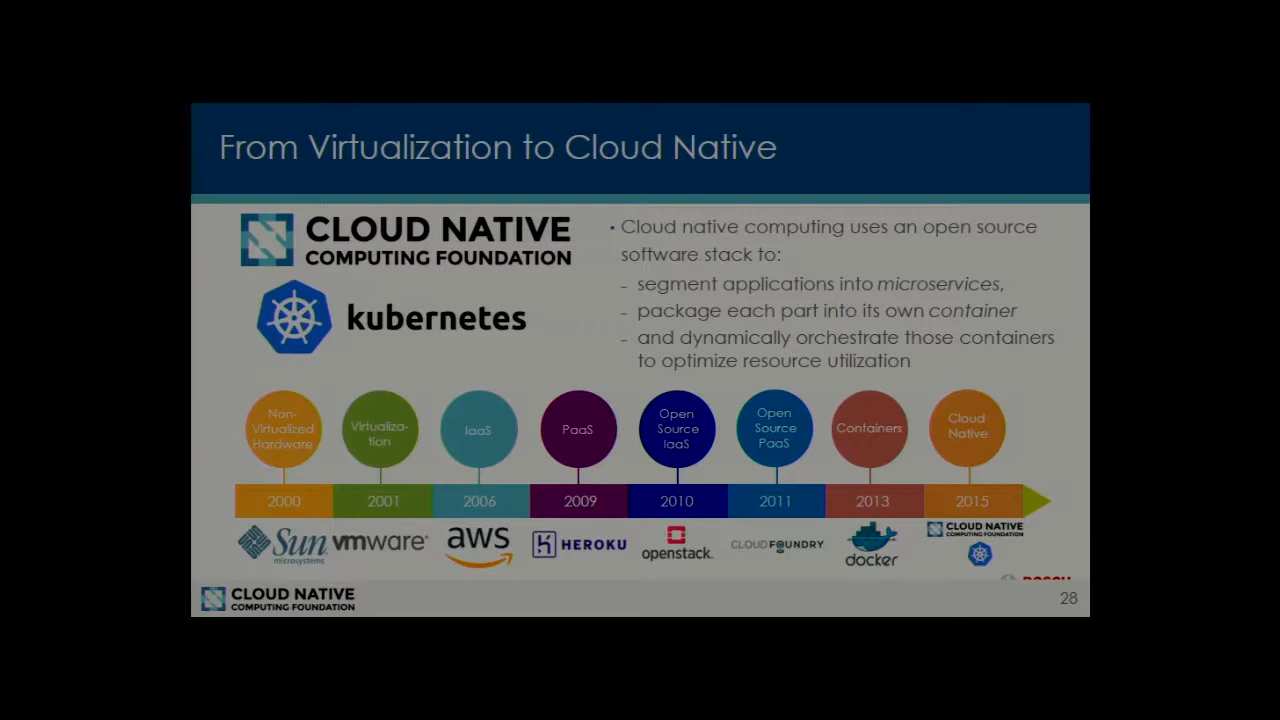 From Virtualization to Cloud Native
CLOUD NATIVE
COMPUTING FOUNDATION
kubernetes
• Cloud native computing uses an open source
software stack to:
- segment applications into microservices,
- package each part into its own container
- and dynamically orchestrate those containers
to optimize resource utilization
Non-
Virtualized
Hardware
Virtualiza-
tion
IaaS
PaaS
Open
Source
IaaS
Open
Source
PaaS
Containers
Cloud
Native
2000
2001
2006
2009
2010
2011
2013
2015
Sun
microsystems
vmware®
aws
HEROKU
openstack.
CLOUD FOUNDRY
docker
CLOUD NATIVE
COMPUTING FOUNDATION
CLOUD NATIVE
COMPUTING FOUNDATION
28